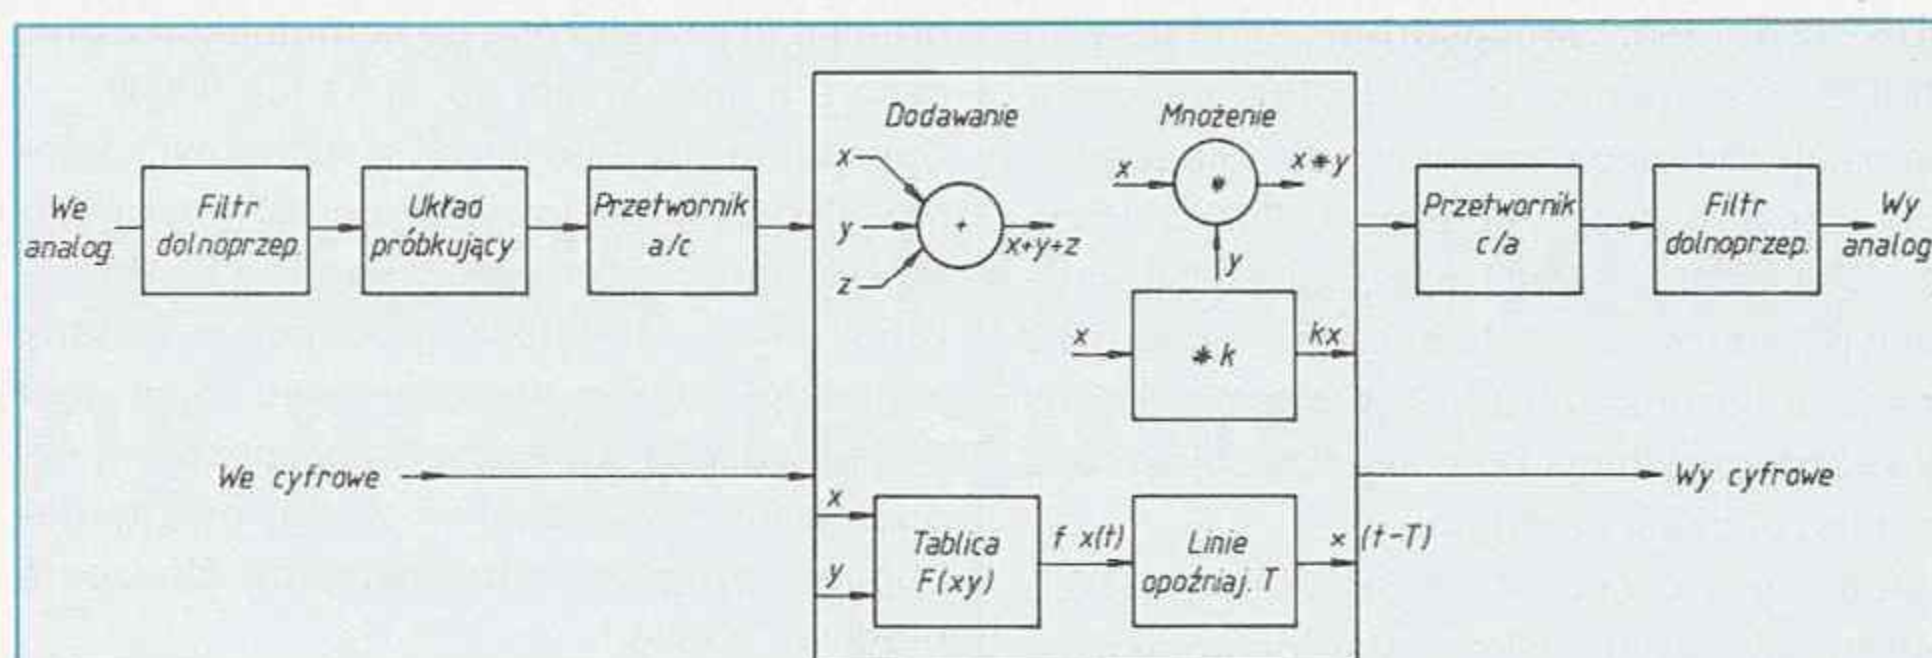 We
analog.
Filtr
dolnoprzep.
Układ
próbkujący
Przetwornik
a/c
Dodawanie
x
y
z
+
x+y+z
Mnożenie
x
*
x*y
y
x
*k
kx
Przetwornik
c/a
Filtr
dolnoprzep.
Wy
analog
We cyfrowe
Wy cyfrowe
x
y
Tablica
F(xy)
f x(t)
Linie
opóźniaj. T
x (t-T)